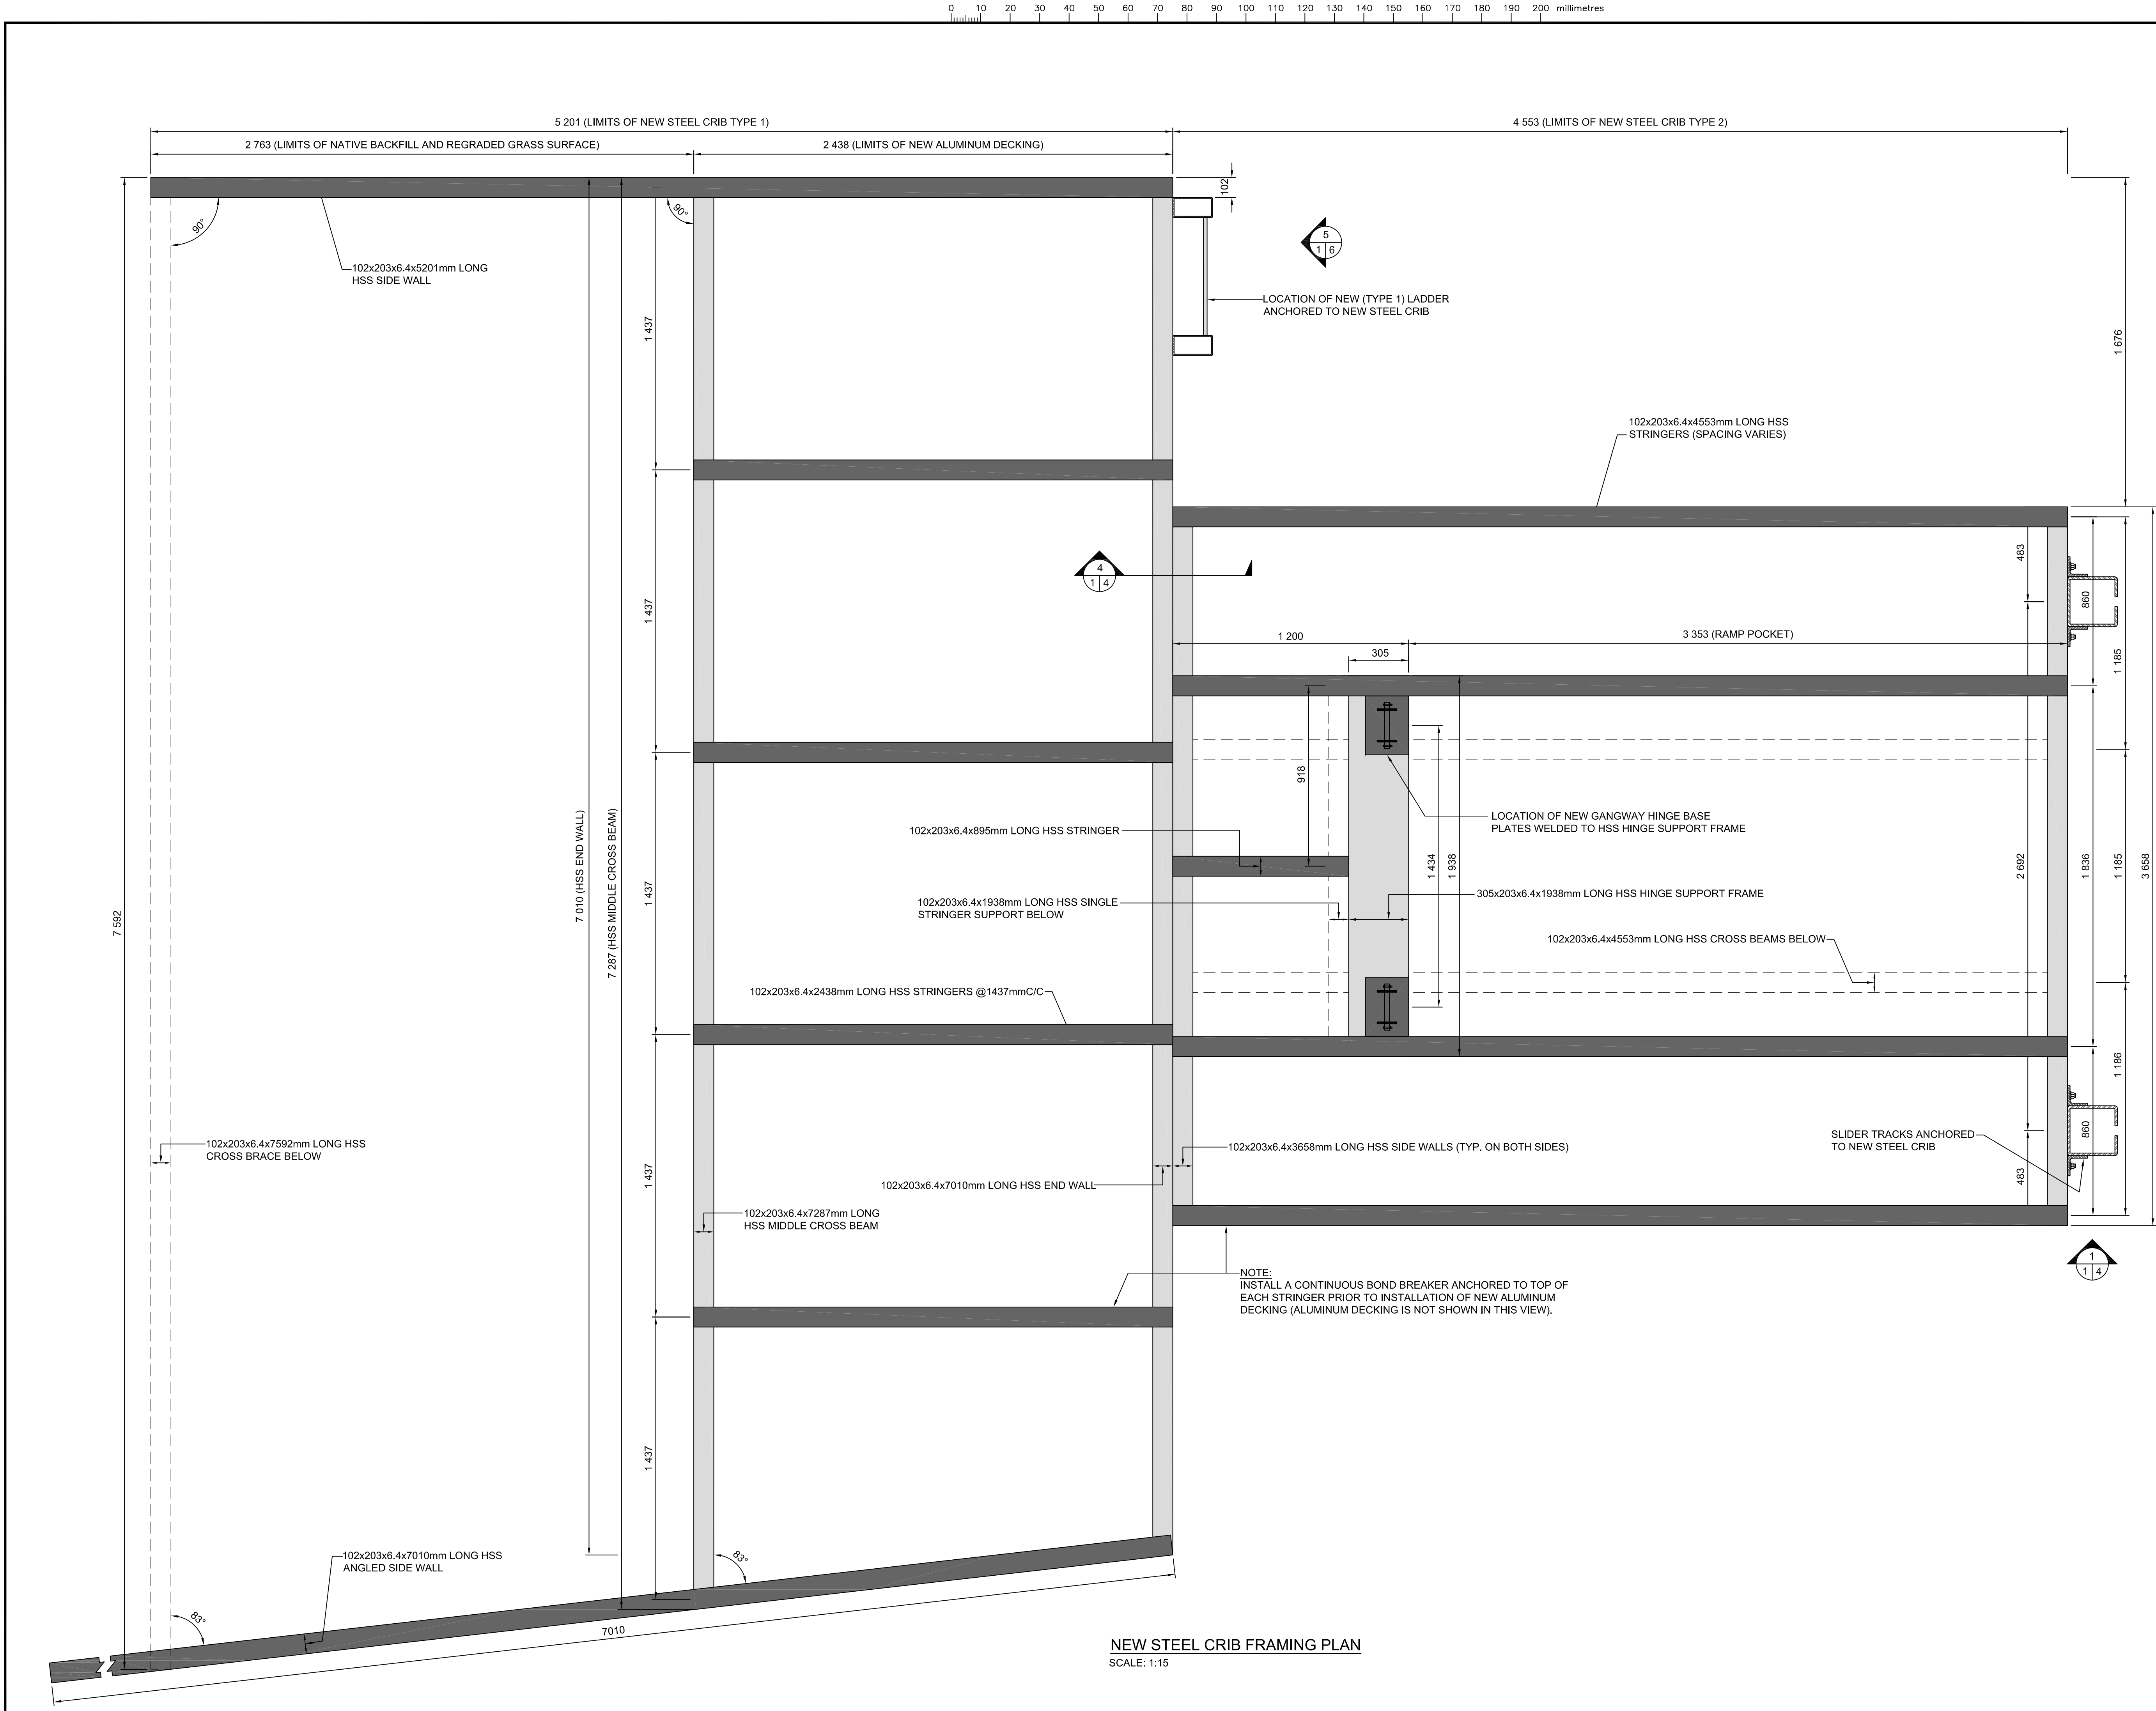 0 10 20 30 40 50 60 70 80 90 100 110 120 130 140 150 160 170 180 190 200 millimetres
5 201 (LIMITS OF NEW STEEL CRIB TYPE 1)
4 553 (LIMITS OF NEW STEEL CRIB TYPE 2)
2 763 (LIMITS OF NATIVE BACKFILL AND REGRADED GRASS SURFACE)
2 438 (LIMITS OF NEW ALUMINUM DECKING)
102
90°
90°
5
1 6
102x203x6.4x5201mm LONG
HSS SIDE WALL
LOCATION OF NEW (TYPE 1) LADDER
ANCHORED TO NEW STEEL CRIB
1 437
1 676
102x203x6.4x4553mm LONG HSS
STRINGERS (SPACING VARIES)
483
4
1 4
1 437
860
1 200
3 353 (RAMP POCKET)
305
1 185
918
LOCATION OF NEW GANGWAY HINGE BASE
PLATES WELDED TO HSS HINGE SUPPORT FRAME
102x203x6.4x895mm LONG HSS STRINGER
7 592
7 010 (HSS END WALL)
7 287 (HSS MIDDLE CROSS BEAM)
1 437
1 434
1 938
2 692
1 836
1 185
3 658
305x203x6.4x1938mm LONG HSS HINGE SUPPORT FRAME
102x203x6.4x1938mm LONG HSS SINGLE
STRINGER SUPPORT BELOW
102x203x6.4x4553mm LONG HSS CROSS BEAMS BELOW
102x203x6.4x2438mm LONG HSS STRINGERS @1437mmC/C
1 186
860
102x203x6.4x7592mm LONG HSS
CROSS BRACE BELOW
SLIDER TRACKS ANCHORED
TO NEW STEEL CRIB
102x203x6.4x3658mm LONG HSS SIDE WALLS (TYP. ON BOTH SIDES)
1 437
483
102x203x6.4x7010mm LONG HSS END WALL
102x203x6.4x7287mm LONG
HSS MIDDLE CROSS BEAM
1
1 4
NOTE:
INSTALL A CONTINUOUS BOND BREAKER ANCHORED TO TOP OF
EACH STRINGER PRIOR TO INSTALLATION OF NEW ALUMINUM
DECKING (ALUMINUM DECKING IS NOT SHOWN IN THIS VIEW).
1 437
102x203x6.4x7010mm LONG HSS
ANGLED SIDE WALL
83°
83°
7010
NEW STEEL CRIB FRAMING PLAN
SCALE: 1:15